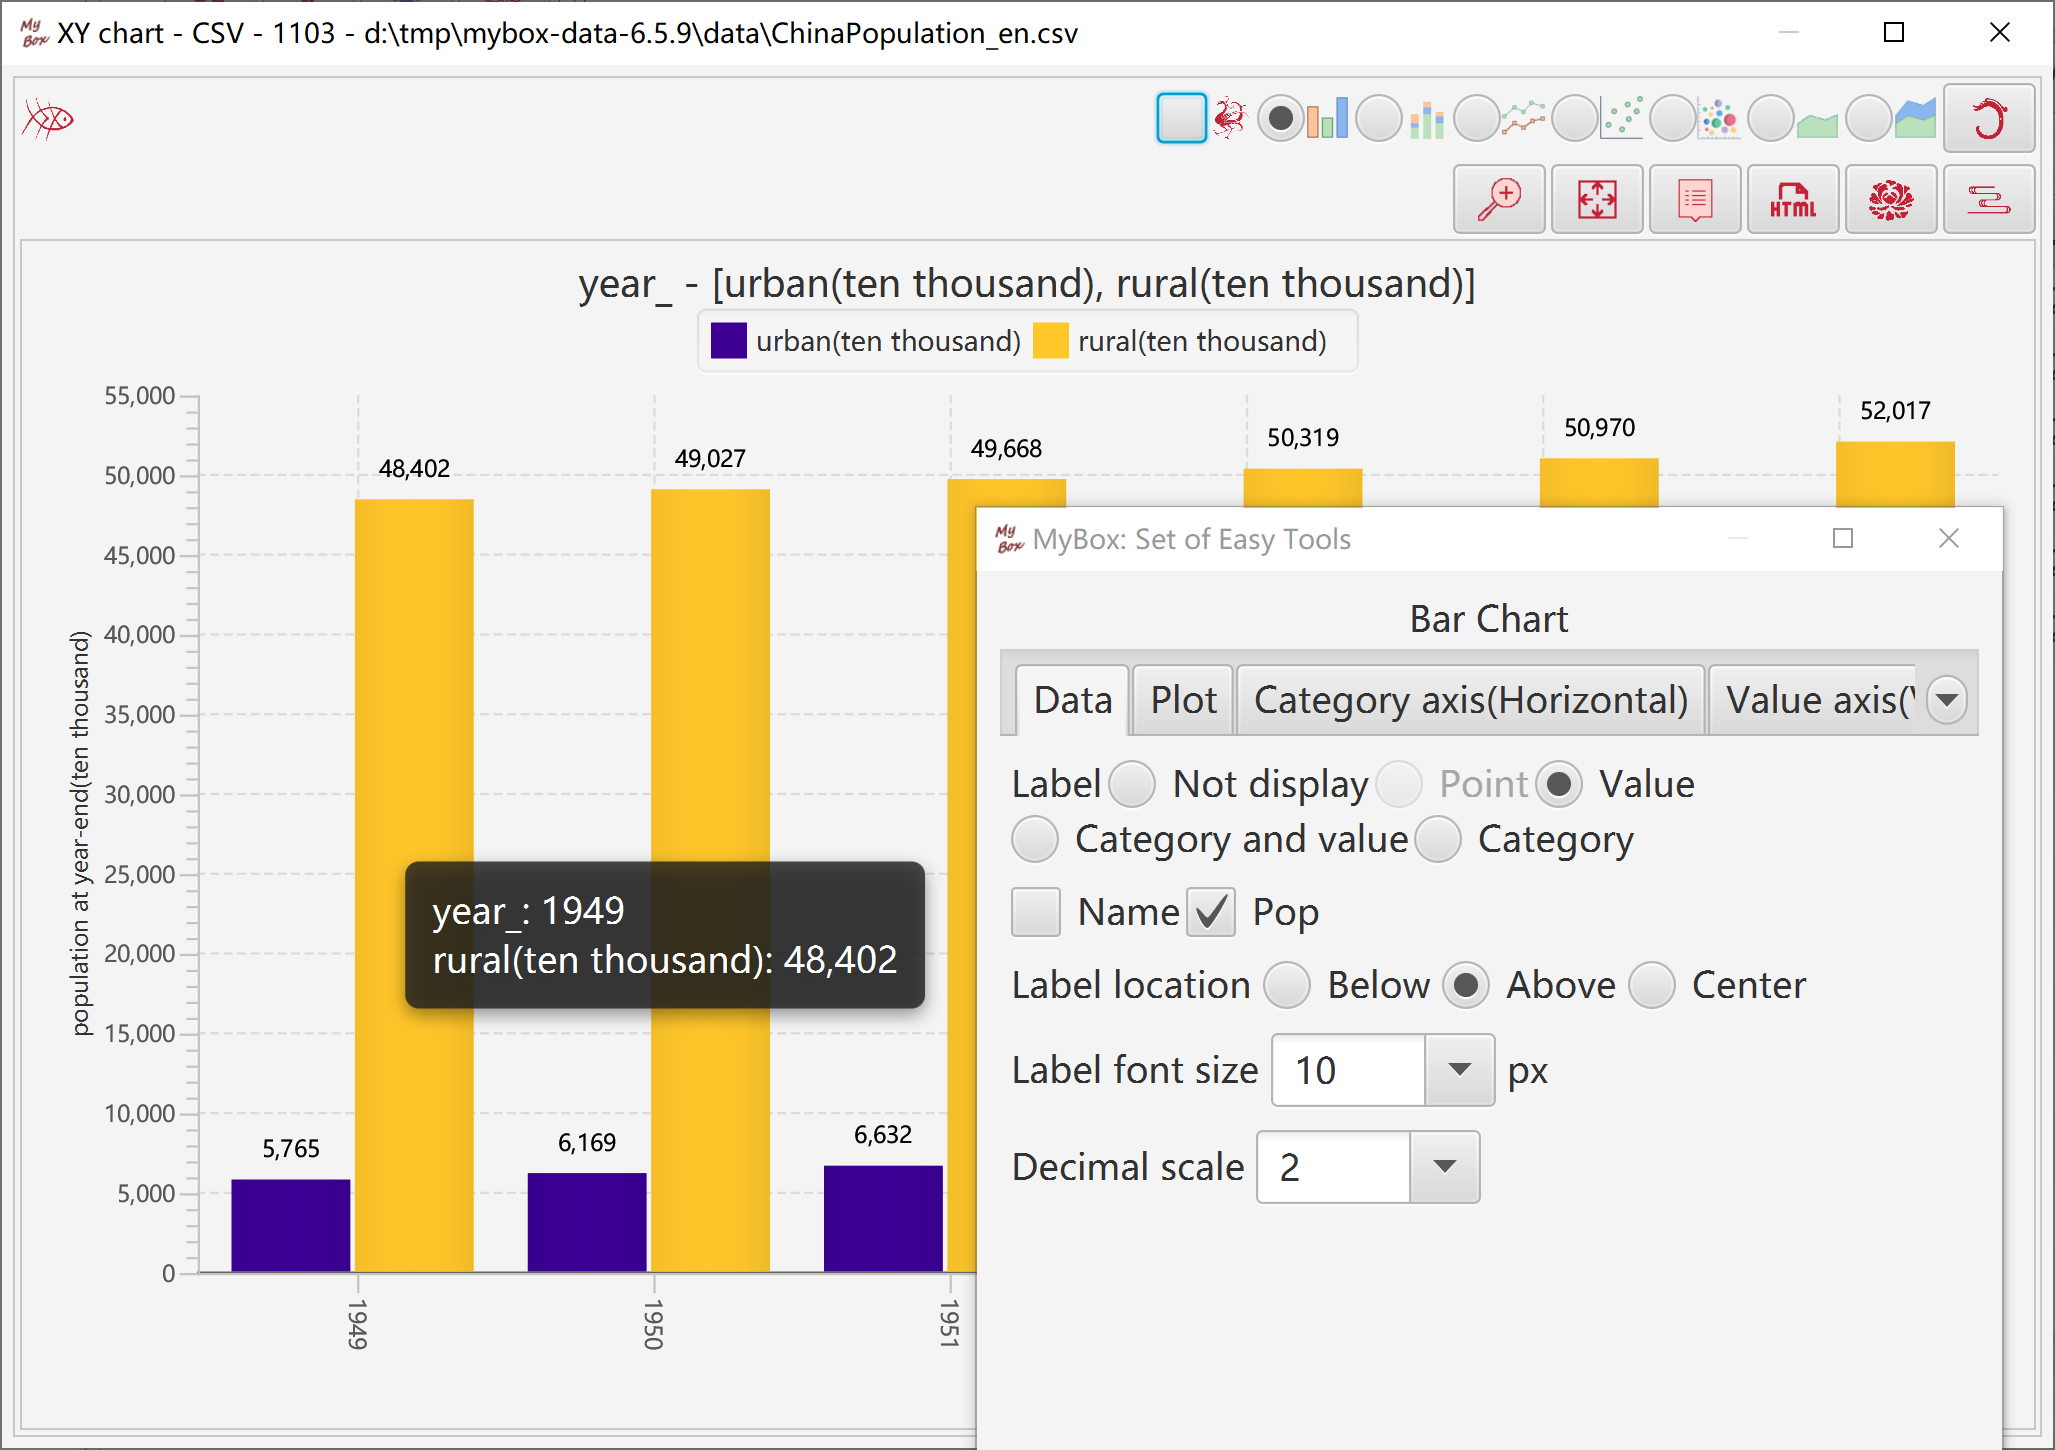 My Box XY chart - CSV - 1103 - d:\tmp\mybox-data-6.5.9\data\ChinaPopulation_en.csv
HTML
year_ - [urban(ten thousand), rural(ten thousand)]
urban(ten thousand) rural(ten thousand)
population at year-end(ten thousand)
55,000
50,000
45,000
40,000
35,000
30,000
25,000
20,000
15,000
10,000
5,000
0
48,402
49,027
49,668
50,319
50,970
52,017
5,765
6,169
6,632
1949
1950
1951
year_: 1949
rural(ten thousand): 48,402
My Box MyBox: Set of Easy Tools
Bar Chart
Data Plot Category axis(Horizontal) Value axis(
Label Not display Point Value
Category and value Category
Name Pop
Label location Below Above Center
Label font size 10 px
Decimal scale 2